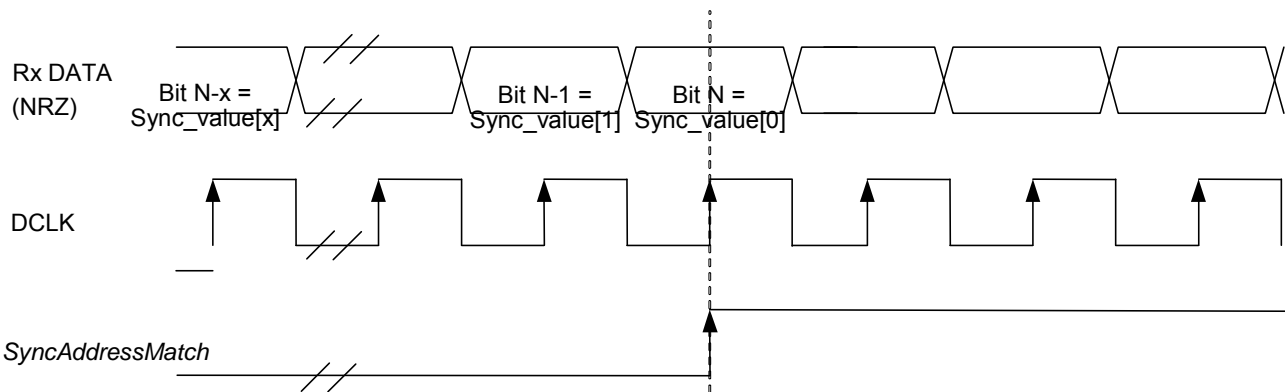 Rx DATA
(NRZ)
Bit N-x =
Sync_value[x]
Bit N-1 =
Sync_value[1]
Bit N =
Sync_value[0]
DCLK
SyncAddressMatch